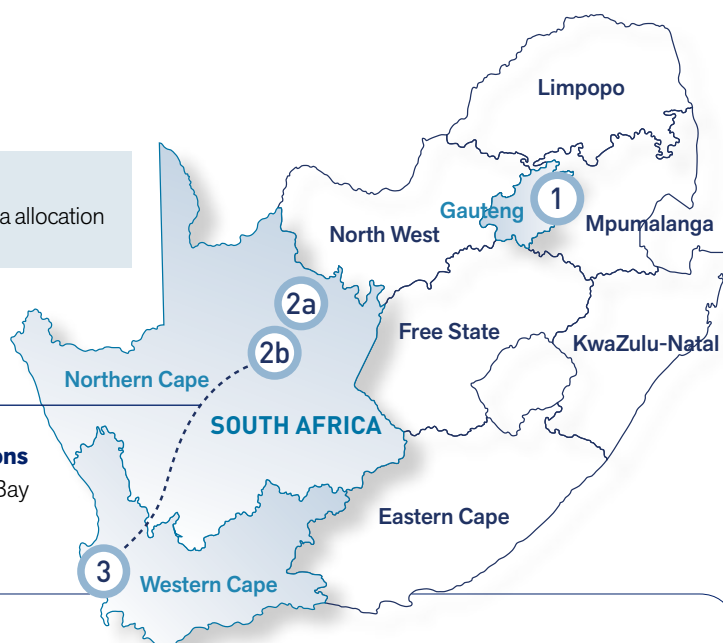 Limpopo
a allocation
Gauteng
1
Mpumalanga
North West
2a
Free State
2b
KwaZulu-Natal
Northern Cape
SOUTH AFRICA
ons
Bay
Eastern Cape
3
Western Cape